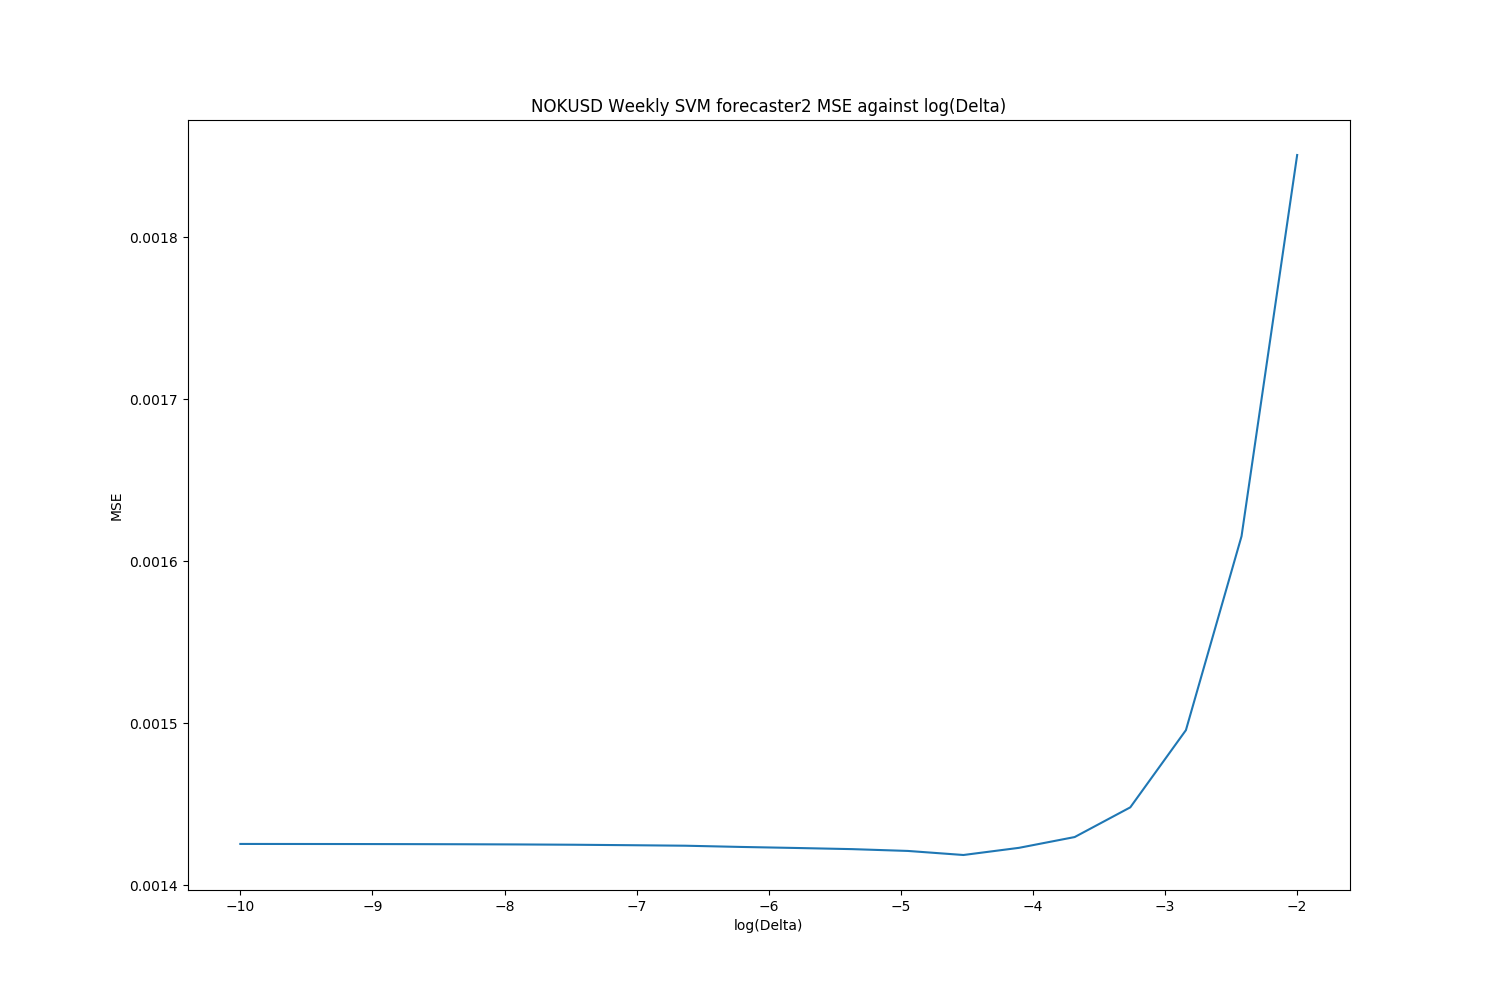 NOKUSD Weekly SVM forecaster2 MSE against log(Delta)
0.0018
0.0017
MSE
0.0016
0.0015
0.0014
−10 −9 −8 −7 −6 −5 −4 −3 −2
log(Delta)